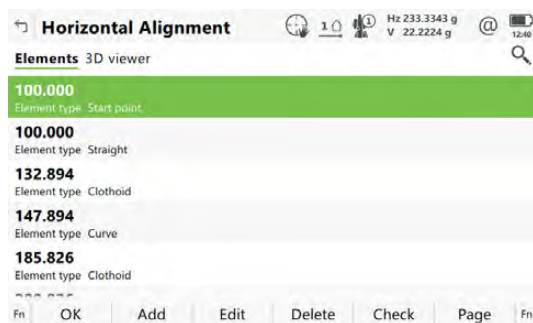 Horizontal Alignment
1
1
Hz 233.3343 g
V 22.2224 g
@
12:40
Elements 3D viewer
100.000
Element type Start point
100.000
Element type Straight
132.894
Element type Clothoid
147.894
Element type Curve
185.826
Element type Clothoid
Fn OK Add Edit Delete Check Page Fn